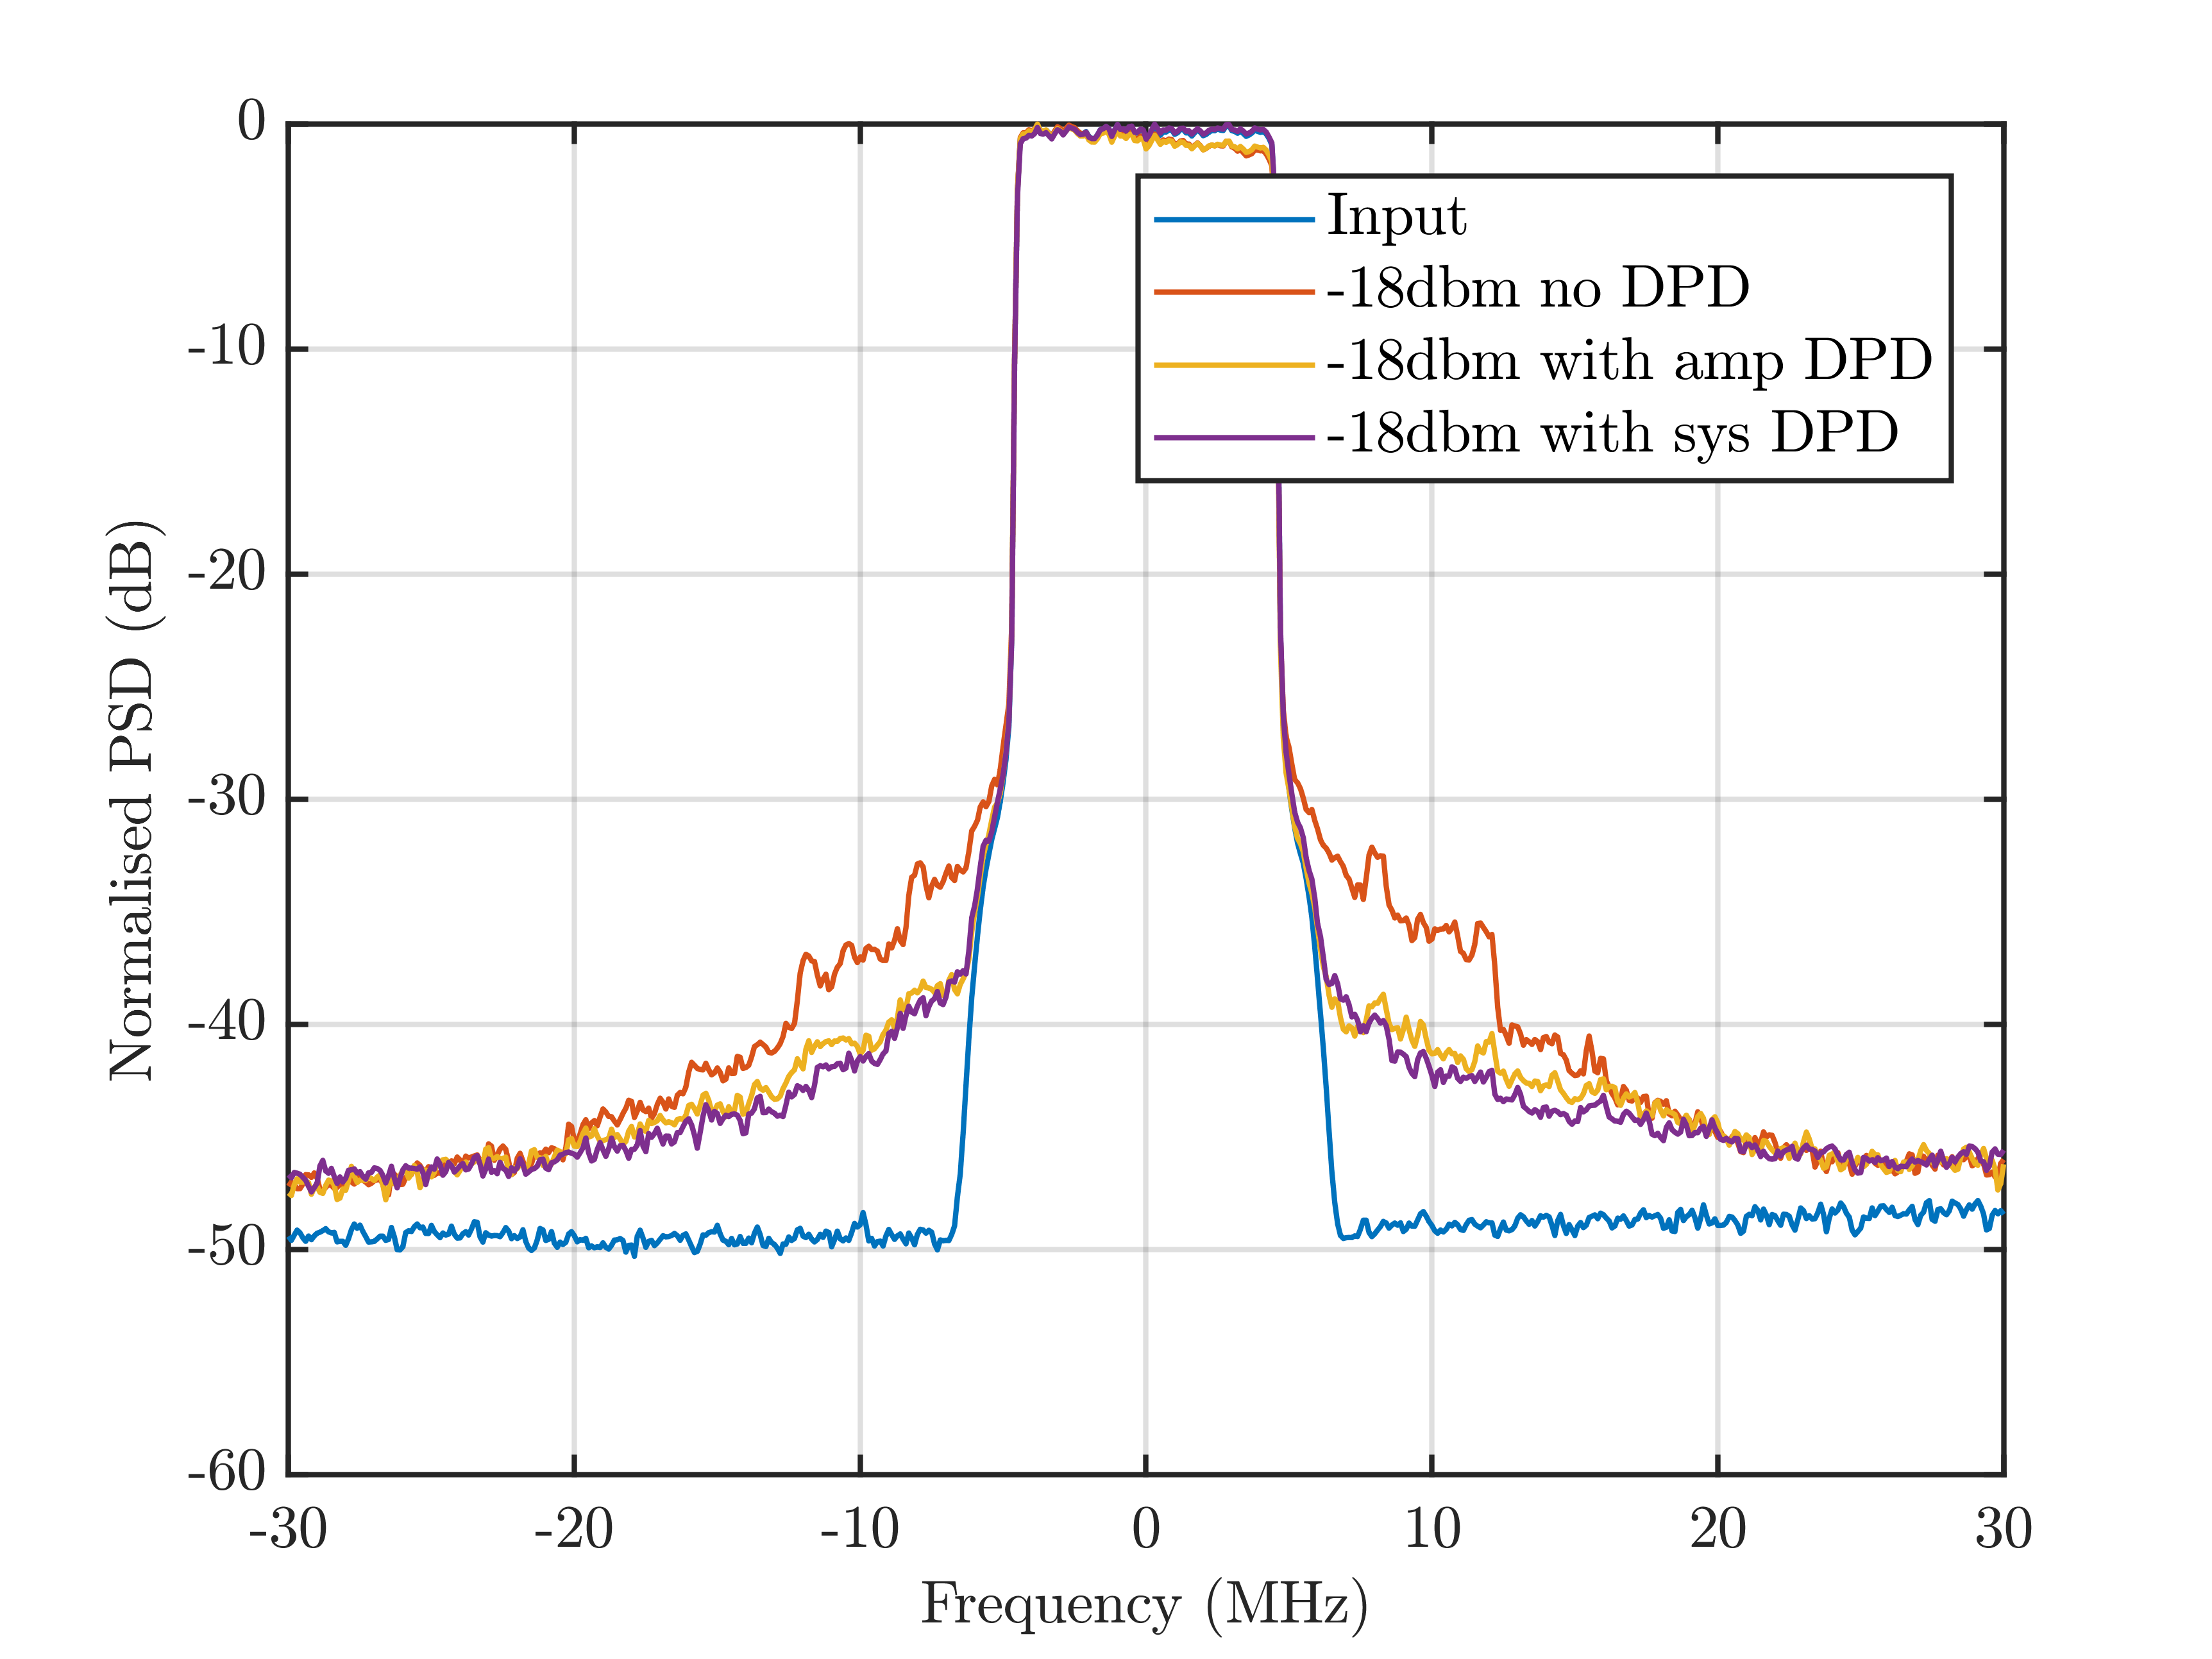 0
-10
-20
-30
-40
-50
-60
Normalised PSD (dB)
Input
-18dbm no DPD
-18dbm with amp DPD
-18dbm with sys DPD
-30
-20
-10
0
10
20
30
Frequency (MHz)